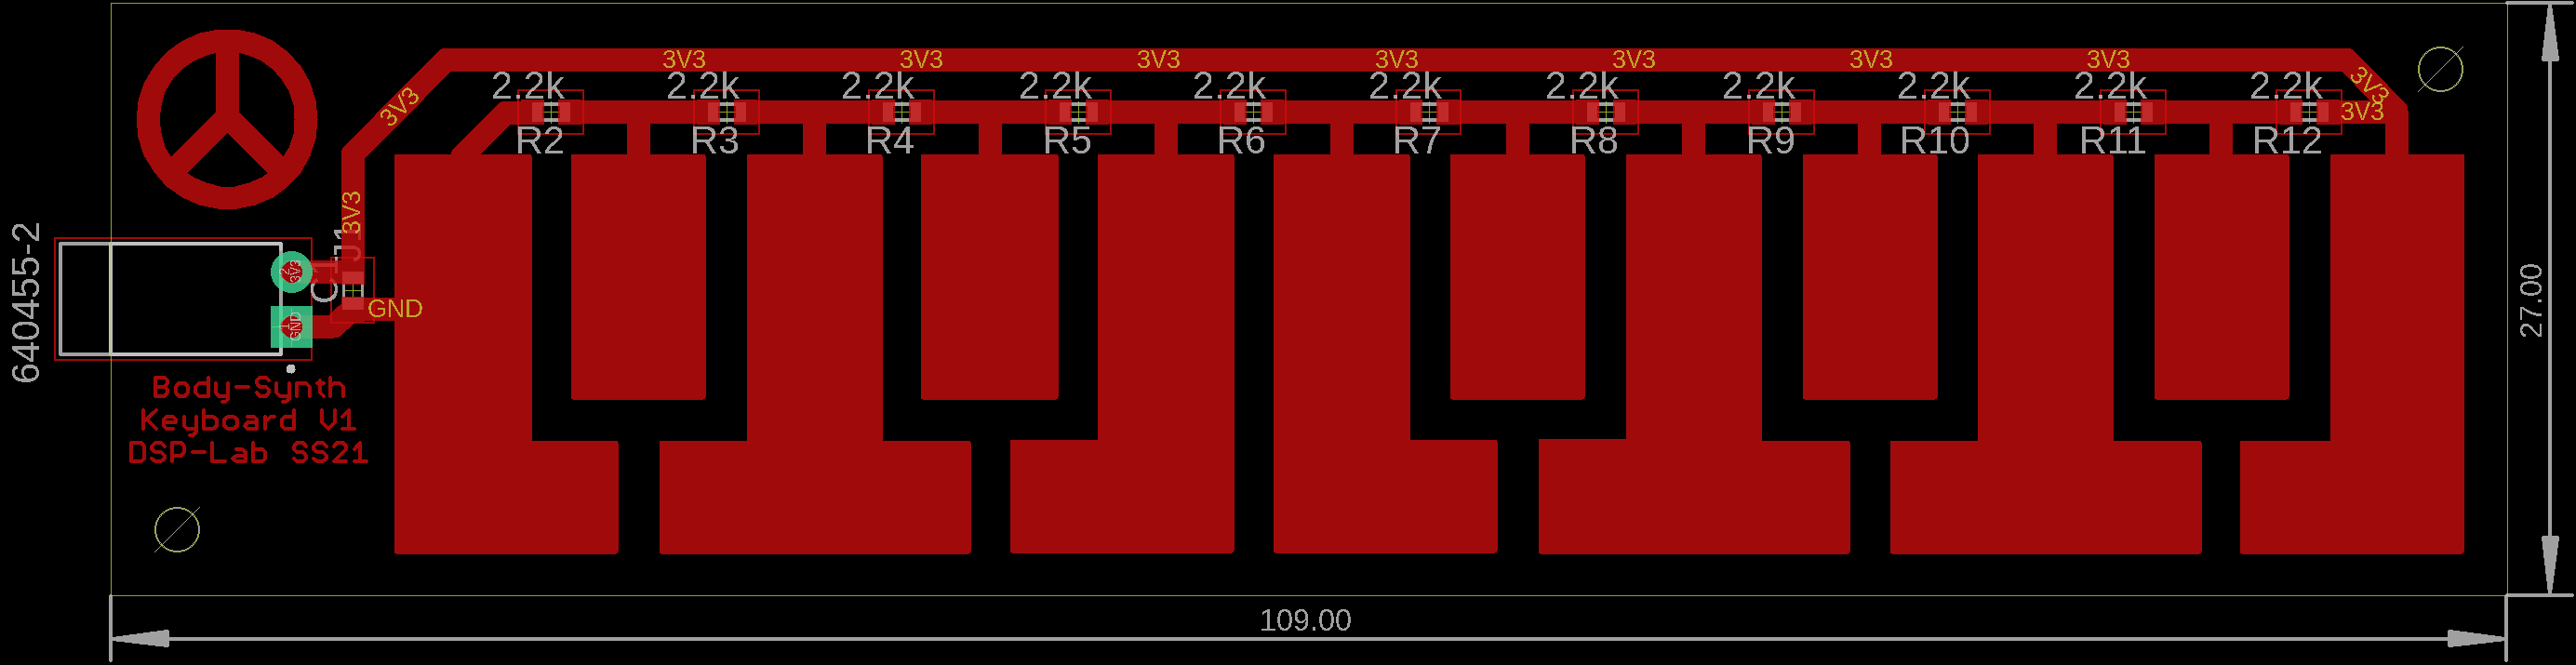 3V3 3V3 3V3 3V3 3V3 3V3 3V3
2.2k 2.2k 2.2k 2.2k 2.2k 2.2k 2.2k 2.2k 2.2k 2.2k 2.2k
3V3
3V3
3V3
R2 R3 R4 R5 R6 R7 R8 R9 R10 R11 R12
3V3
J1
C1
2
3V3
GND
1
GND
640455-2
Body-Synth
Keyboard V1
DSP-Lab SS21
27.00
109.00